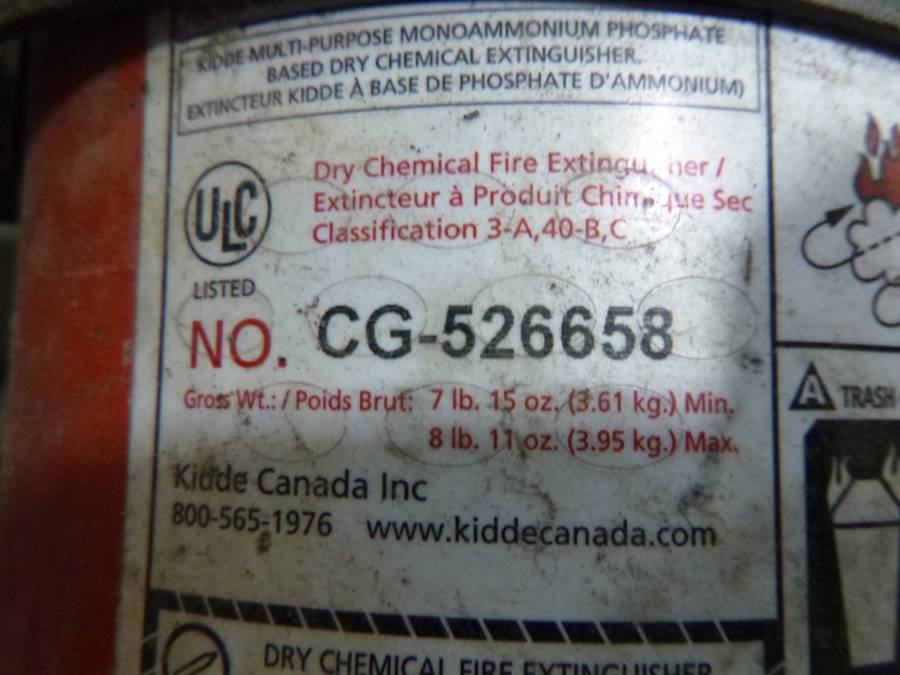 KIDDE MULTI-PURPOSE MONOAMMONIUM PHOSPHATE
BASED DRY CHEMICAL EXTINGUISHER.
EXTINCTEUR KIDDE À BASE DE PHOSPHATE D'AMMONIUM)
Dry Chemical Fire /
Extincteur à Produit Sec
Classification 3-A,40-B,C
ULC
LISTED
NO. CG-526658
Gross Wt.: / Poids Brut: 7 lb. 15 oz. (3.61 kg.) Min.
8 lb. 11 oz. (3.95 kg.) Max.
Kidde Canada Inc
800-565-1976 www.kiddecanada.com
A TRASH
DRY CHEMICAL FIRE EXTINGUISHER